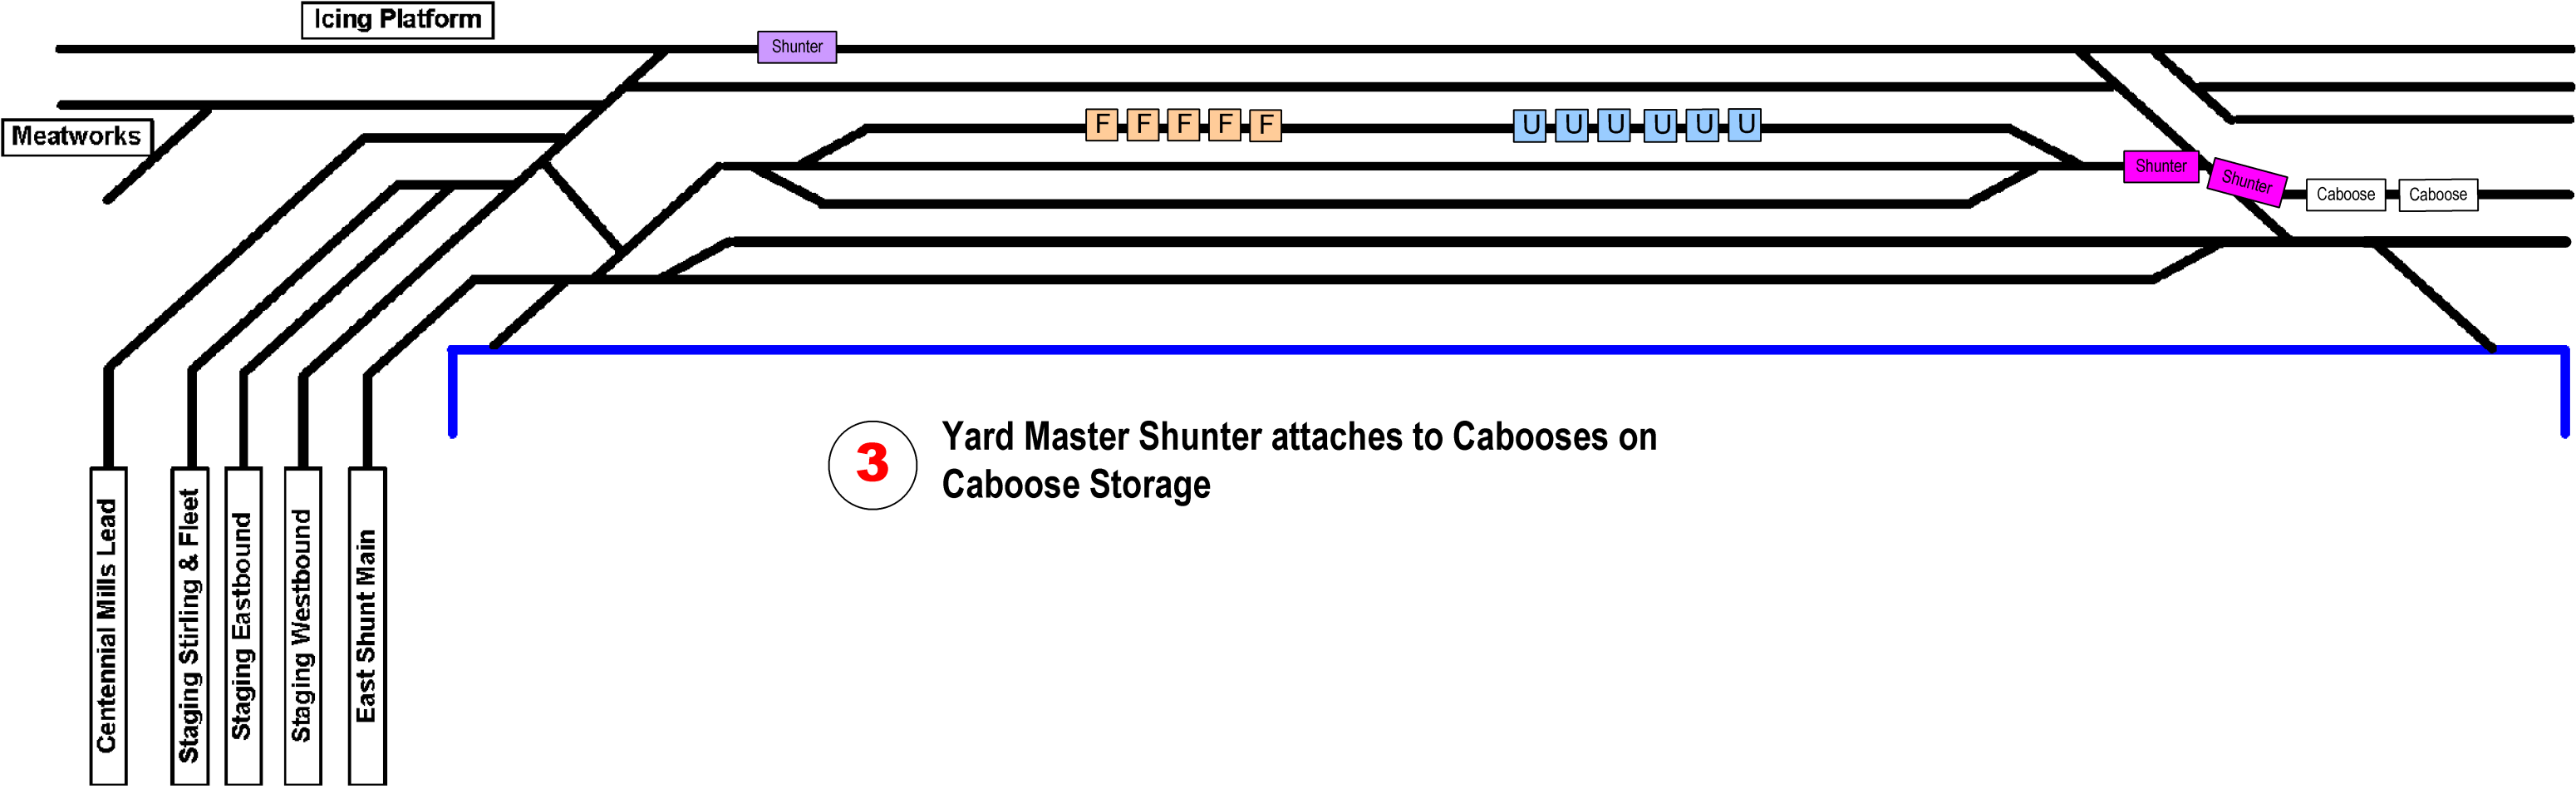 Icing Platform
Shunter
Meatworks
F F F F F U U U U U U
Shunter Shunter Caboose Caboose
3 Yard Master Shunter attaches to Cabooses on
Caboose Storage
Centennial Mills Lead
Staging Stirling & Fleet
Staging Eastbound
Staging Westbound
East Shunt Main